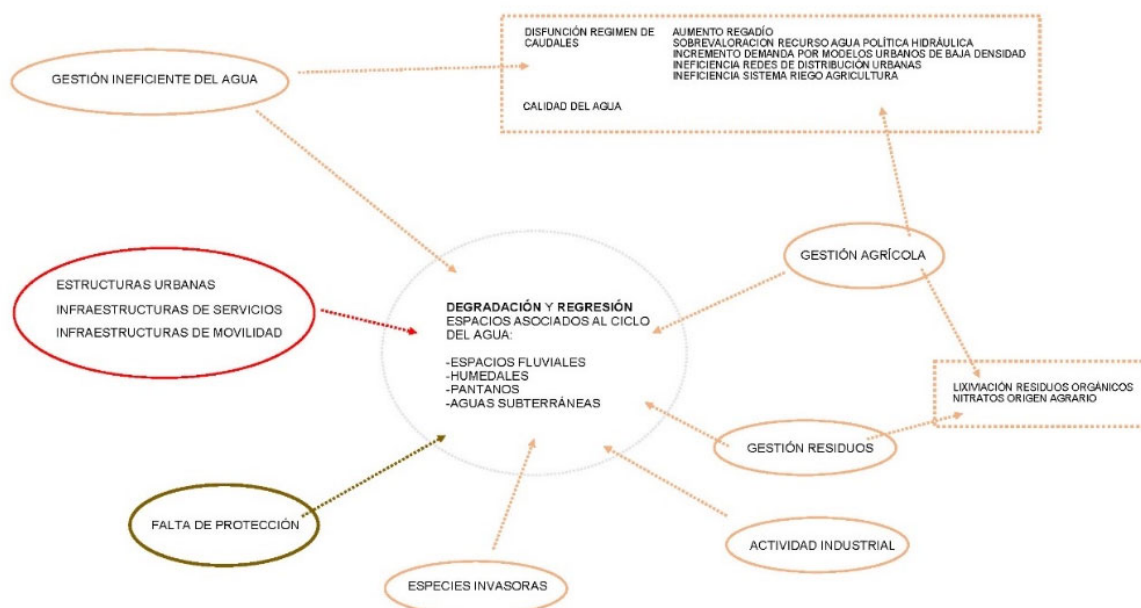 GESTIÓN INEFICIENTE DEL AGUA
DISFUNCIÓN REGIMEN DE
CAUDALES
AUMENTO REGADÍO
SOBREVALORACION RECURSO AGUA POLÍTICA HIDRÁULICA
INCREMENTO DEMANDA POR MODELOS URBANOS DE BAJA DENSIDAD
INEFICIENCIA REDES DE DISTRIBUCIÓN URBANAS
INEFICIENCIA SISTEMA RIEGO AGRICULTURA
CALIDAD DEL AGUA
ESTRUCTURAS URBANAS
INFRAESTRUCTURAS DE SERVICIOS
INFRAESTRUCTURAS DE MOVILIDAD
GESTIÓN AGRÍCOLA
DEGRADACIÓN Y REGRESIÓN
ESPACIOS ASOCIADOS AL CICLO
DEL AGUA:
-ESPACIOS FLUVIALES
-HUMEDALES
-PANTANOS
-AGUAS SUBTERRÁNEAS
LIXIVIACIÓN RESIDUOS ORGÁNICOS
NITRATOS ORIGEN AGRARIO
GESTIÓN RESIDUOS
FALTA DE PROTECCIÓN
ACTIVIDAD INDUSTRIAL
ESPECIES INVASORAS